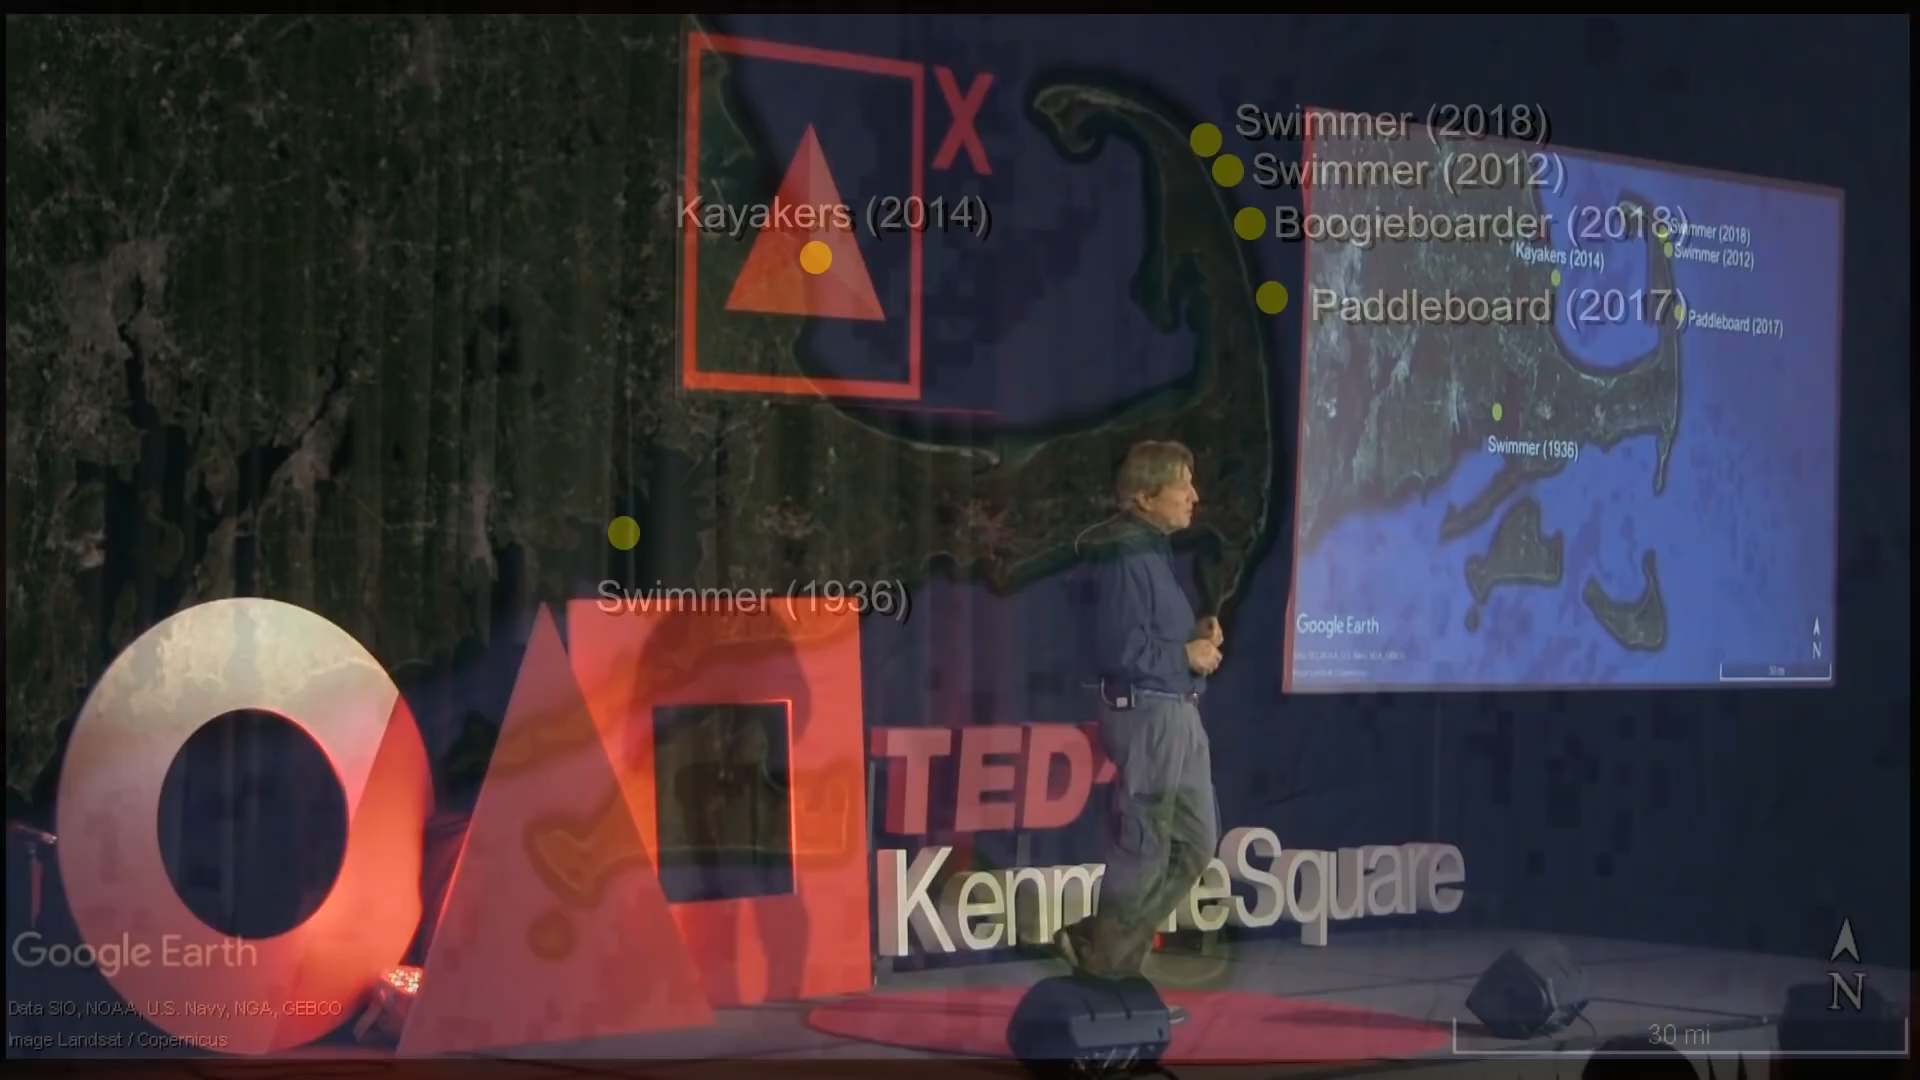 X
Swimmer (2018)
Swimmer (2012)
Kayakers (2014)
Boogieboarder (2018)
Paddleboard (2017)
Swimmer (1936)
Swimmer (2018)
Swimmer (2012)
Kayakers (2014)
Paddleboard (2017)
Swimmer (1936)
Google Earth
N
TED
Kenm eSquare
Google Earth
Data SIO, NOAA, U.S. Navy, NGA, GEBCO
Image Landsat / Copernicus
N
30 mi